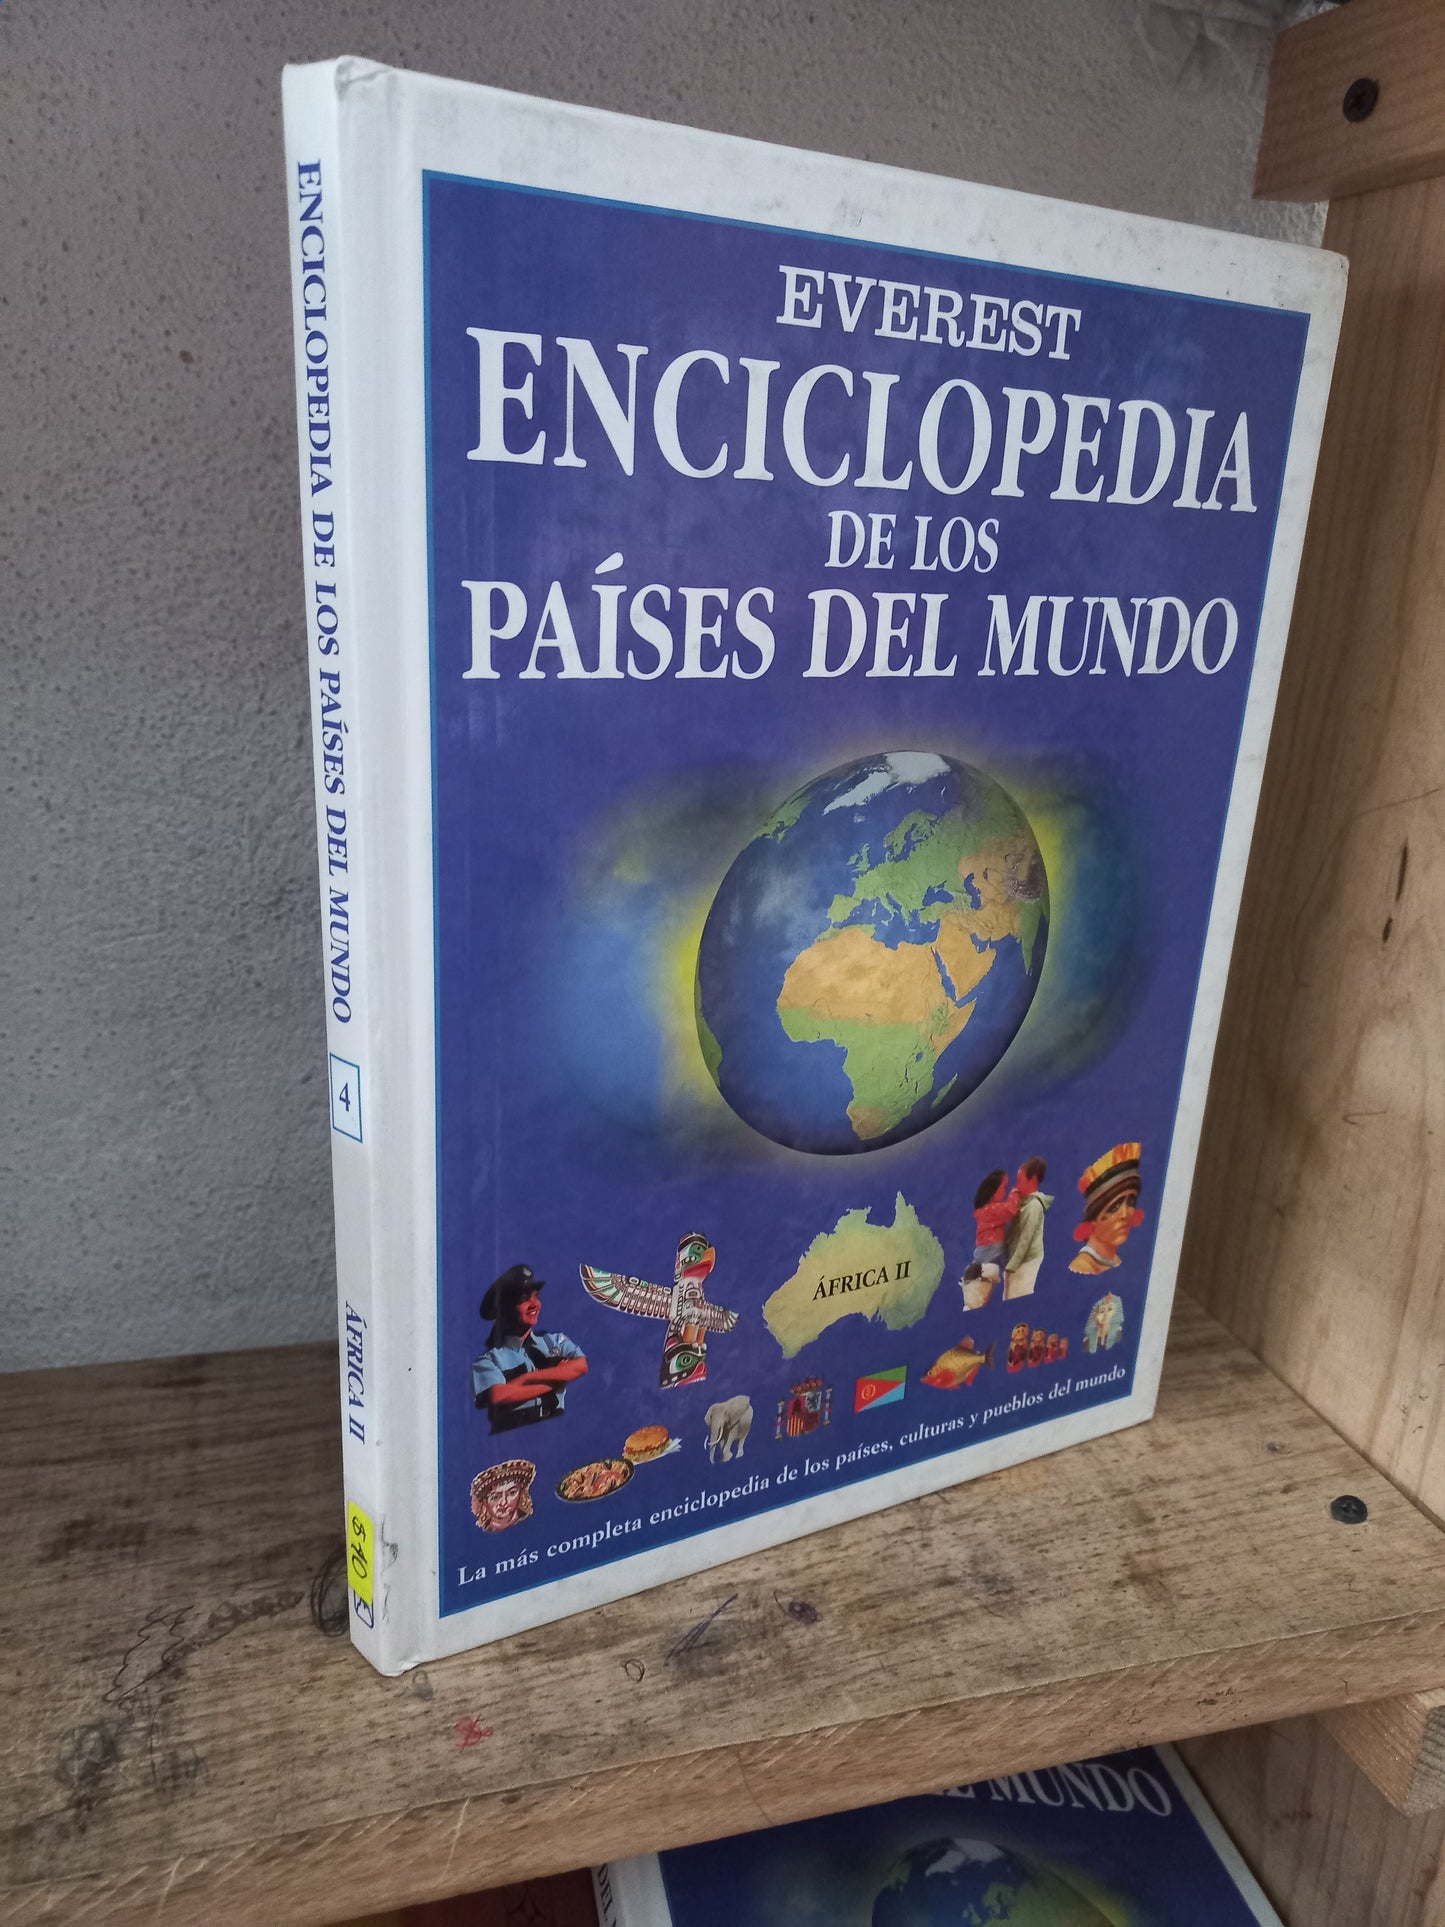 EVEREST
ENCICLOPEDIA
DE LOS
PAÍSES DEL MUNDO
ÁFRICA II
La más completa enciclopedia de los países, culturas y pueblos del mundo
ENCICLOPEDIA DE LOS PAÍSES DEL MUNDO
4
ÁFRICA II
MUNDO
DEL